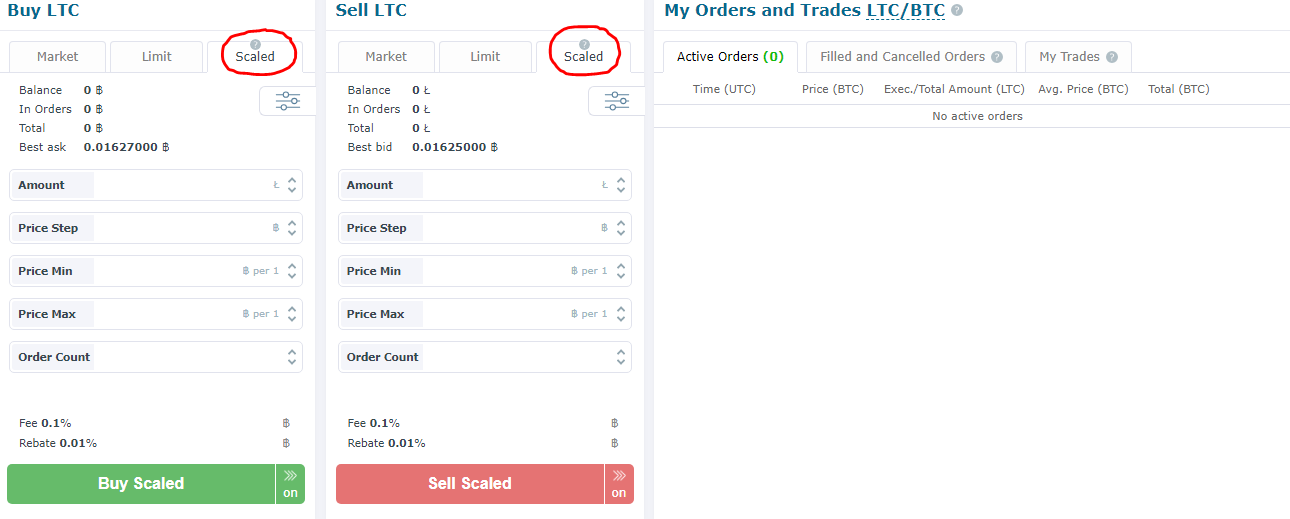 Buy LTC
Market Limit ? Scaled
Balance 0 ฿
In Orders 0 ฿
Total 0 ฿
Best ask 0.01627000 ฿
Amount Ł
Price Step ฿
Price Min ฿ per 1
Price Max ฿ per 1
Order Count
Fee 0.1% ฿
Rebate 0.01% ฿
Buy Scaled on
Sell LTC
Market Limit ? Scaled
Balance 0 Ł
In Orders 0 Ł
Total 0 Ł
Best bid 0.01625000 ฿
Amount Ł
Price Step ฿
Price Min ฿ per 1
Price Max ฿ per 1
Order Count
Fee 0.1% ฿
Rebate 0.01% ฿
Sell Scaled on
My Orders and Trades LTC/BTC ?
Active Orders (0) Filled and Cancelled Orders ? My Trades ?
Time (UTC) Price (BTC) Exec./Total Amount (LTC) Avg. Price (BTC) Total (BTC)
No active orders